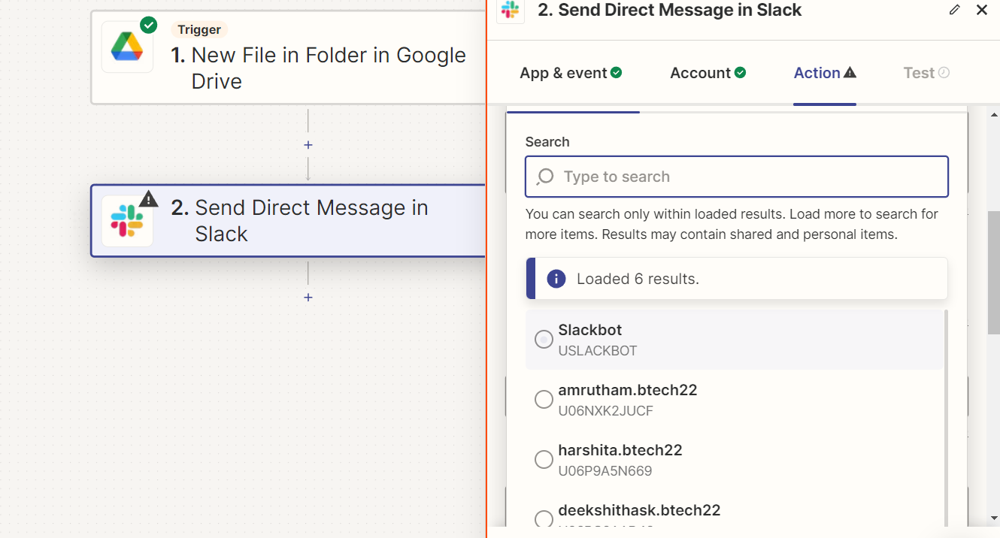 Trigger
1. New File in Folder in Google
Drive
+
2. Send Direct Message in
Slack
+
2. Send Direct Message in Slack
App & event
Account
Action
Test
Search
Type to search
You can search only within loaded results. Load more to search for
more items. Results may contain shared and personal items.
Loaded 6 results.
Slackbot
USLACKBOT
amrutham.btech22
U06NXK2JUCF
harshita.btech22
U06P9A5N669
deekshithask.btech22